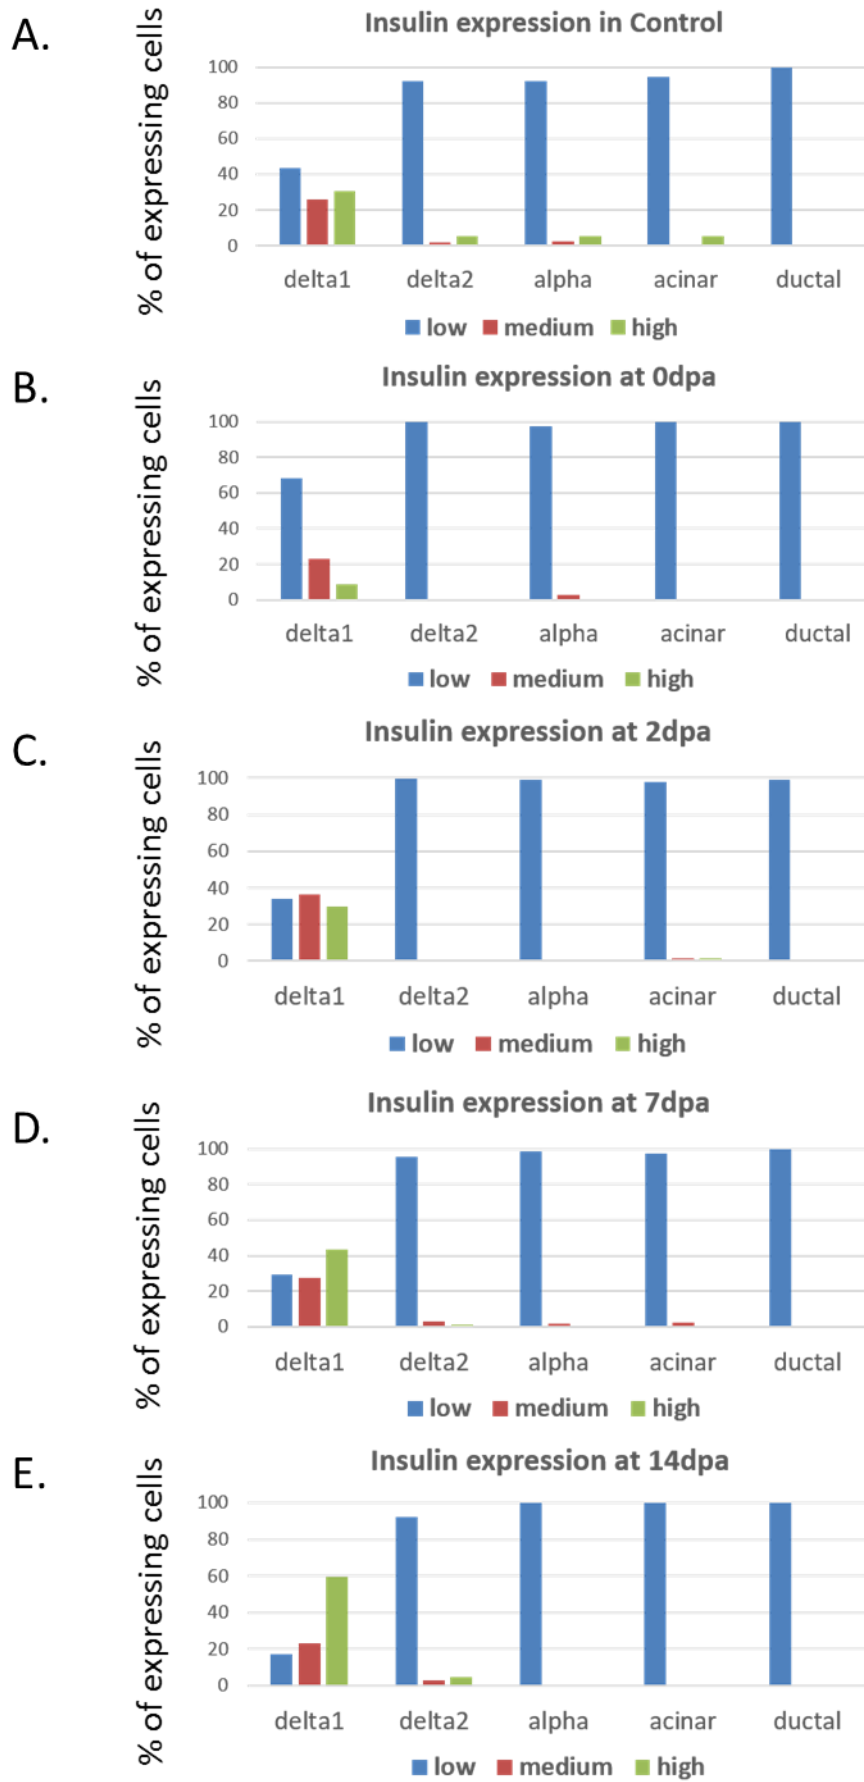 A.
Insulin expression in Control
% of expressing cells
100
80
60
40
20
0
delta1 delta2 alpha acinar ductal
low medium high
B.
Insulin expression at 0dpa
% of expressing cells
100
80
60
40
20
0
delta1 delta2 alpha acinar ductal
low medium high
C.
Insulin expression at 2dpa
% of expressing cells
100
80
60
40
20
0
delta1 delta2 alpha acinar ductal
low medium high
D.
Insulin expression at 7dpa
% of expressing cells
100
80
60
40
20
0
delta1 delta2 alpha acinar ductal
low medium high
E.
Insulin expression at 14dpa
% of expressing cells
100
80
60
40
20
0
delta1 delta2 alpha acinar ductal
low medium high